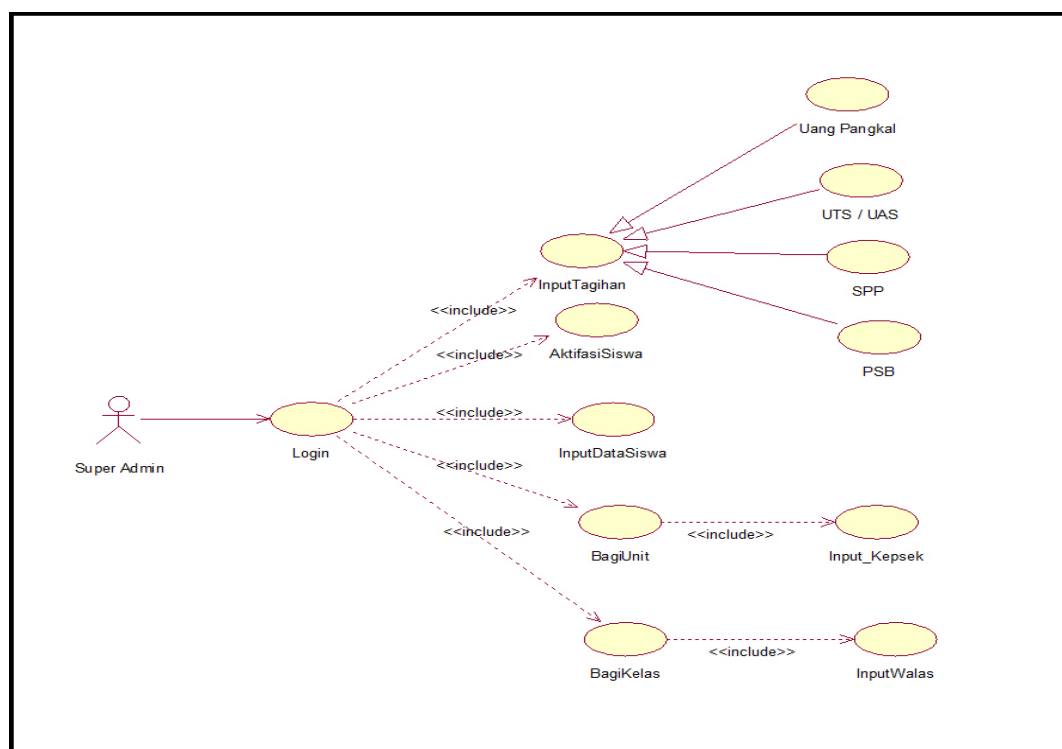 Uang Pangkal
UTS / UAS
InputTagihan
SPP
<<include>>
AktifasiSiswa
<<include>>
PSB
<<include>>
Super Admin
Login
InputDataSiswa
<<include>>
<<include>>
BagiUnit
<<include>>
Input_Kepsek
BagiKelas
<<include>>
InputWalas